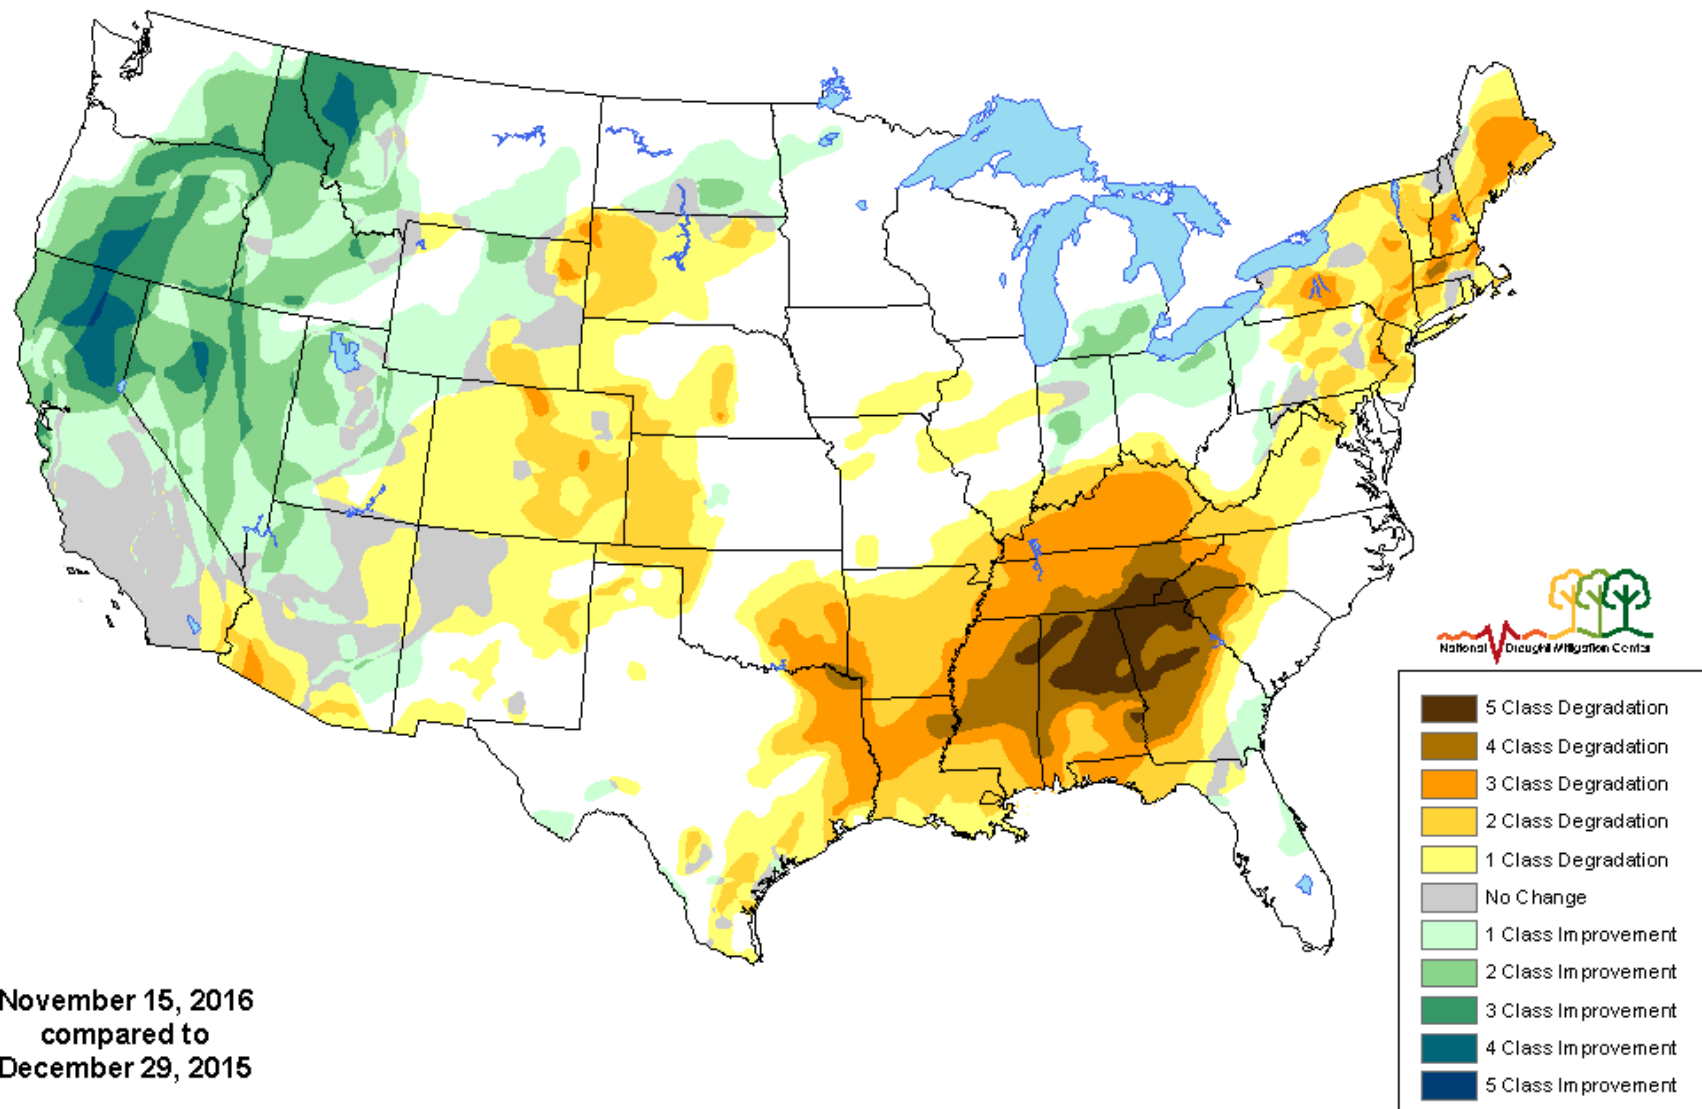 National Drought Mitigation Center
5 Class Degradation
4 Class Degradation
3 Class Degradation
2 Class Degradation
1 Class Degradation
No Change
1 Class Improvement
2 Class Improvement
3 Class Improvement
4 Class Improvement
5 Class Improvement
November 15, 2016
compared to
December 29, 2015